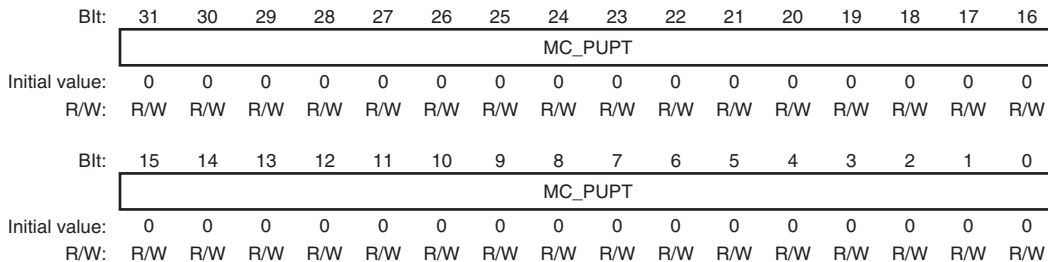 BIt: 31 30 29 28 27 26 25 24 23 22 21 20 19 18 17 16
MC_PUPT
Initial value: 0 0 0 0 0 0 0 0 0 0 0 0 0 0 0 0
R/W: R/W R/W R/W R/W R/W R/W R/W R/W R/W R/W R/W R/W R/W R/W R/W R/W
BIt: 15 14 13 12 11 10 9 8 7 6 5 4 3 2 1 0
MC_PUPT
Initial value: 0 0 0 0 0 0 0 0 0 0 0 0 0 0 0 0
R/W: R/W R/W R/W R/W R/W R/W R/W R/W R/W R/W R/W R/W R/W R/W R/W R/W